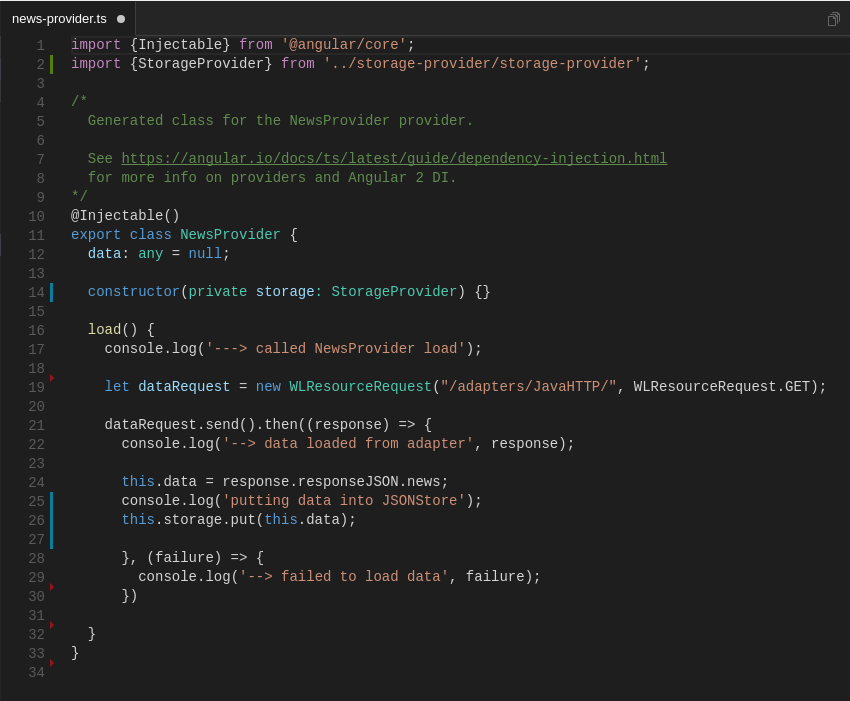 news-provider.ts
1 import {Injectable} from '@angular/core';
2 import {StorageProvider} from '../storage-provider/storage-provider';
3
4 /*
5   Generated class for the NewsProvider provider.
6
7   See https://angular.io/docs/ts/latest/guide/dependency-injection.html
8   for more info on providers and Angular 2 DI.
9 */
10 @Injectable()
11 export class NewsProvider {
12   data: any = null;
13
14   constructor(private storage: StorageProvider) {}
15
16   load() {
17     console.log('---> called NewsProvider load');
18
19     let dataRequest = new WLResourceRequest("/adapters/JavaHTTP/", WLResourceRequest.GET);
20
21     dataRequest.send().then((response) => {
22       console.log('--> data loaded from adapter', response);
23
24       this.data = response.responseJSON.news;
25       console.log('putting data into JSONStore');
26       this.storage.put(this.data);
27
28       }, (failure) => {
29         console.log('--> failed to load data', failure);
30       })
31
32   }
33 }
34